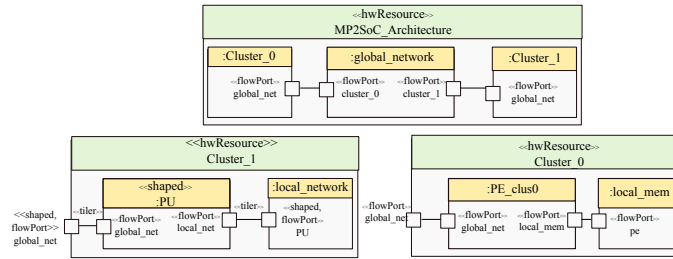 <<hwResource>>
MP2SoC_Architecture
:Cluster_0
:global_network
:Cluster_1
<<flowPort>>
global_net
<<flowPort>>
cluster_0
<<flowPort>>
cluster_1
<<flowPort>>
global_net
<<hwResource>>
Cluster_1
<<shaped>>
:PU
:local_network
<<shaped,
flowPort>>
global_net
<<tiler>>
<<flowPort>>
global_net
<<flowPort>>
local_net
<<tiler>>
<<shaped,
flowPort>>
PU
<<hwResource>>
Cluster_0
:PE_clus0
:local_mem
<<flowPort>>
global_net
<<flowPort>>
global_net
<<flowPort>>
local_mem
<<flowPort>>
pe